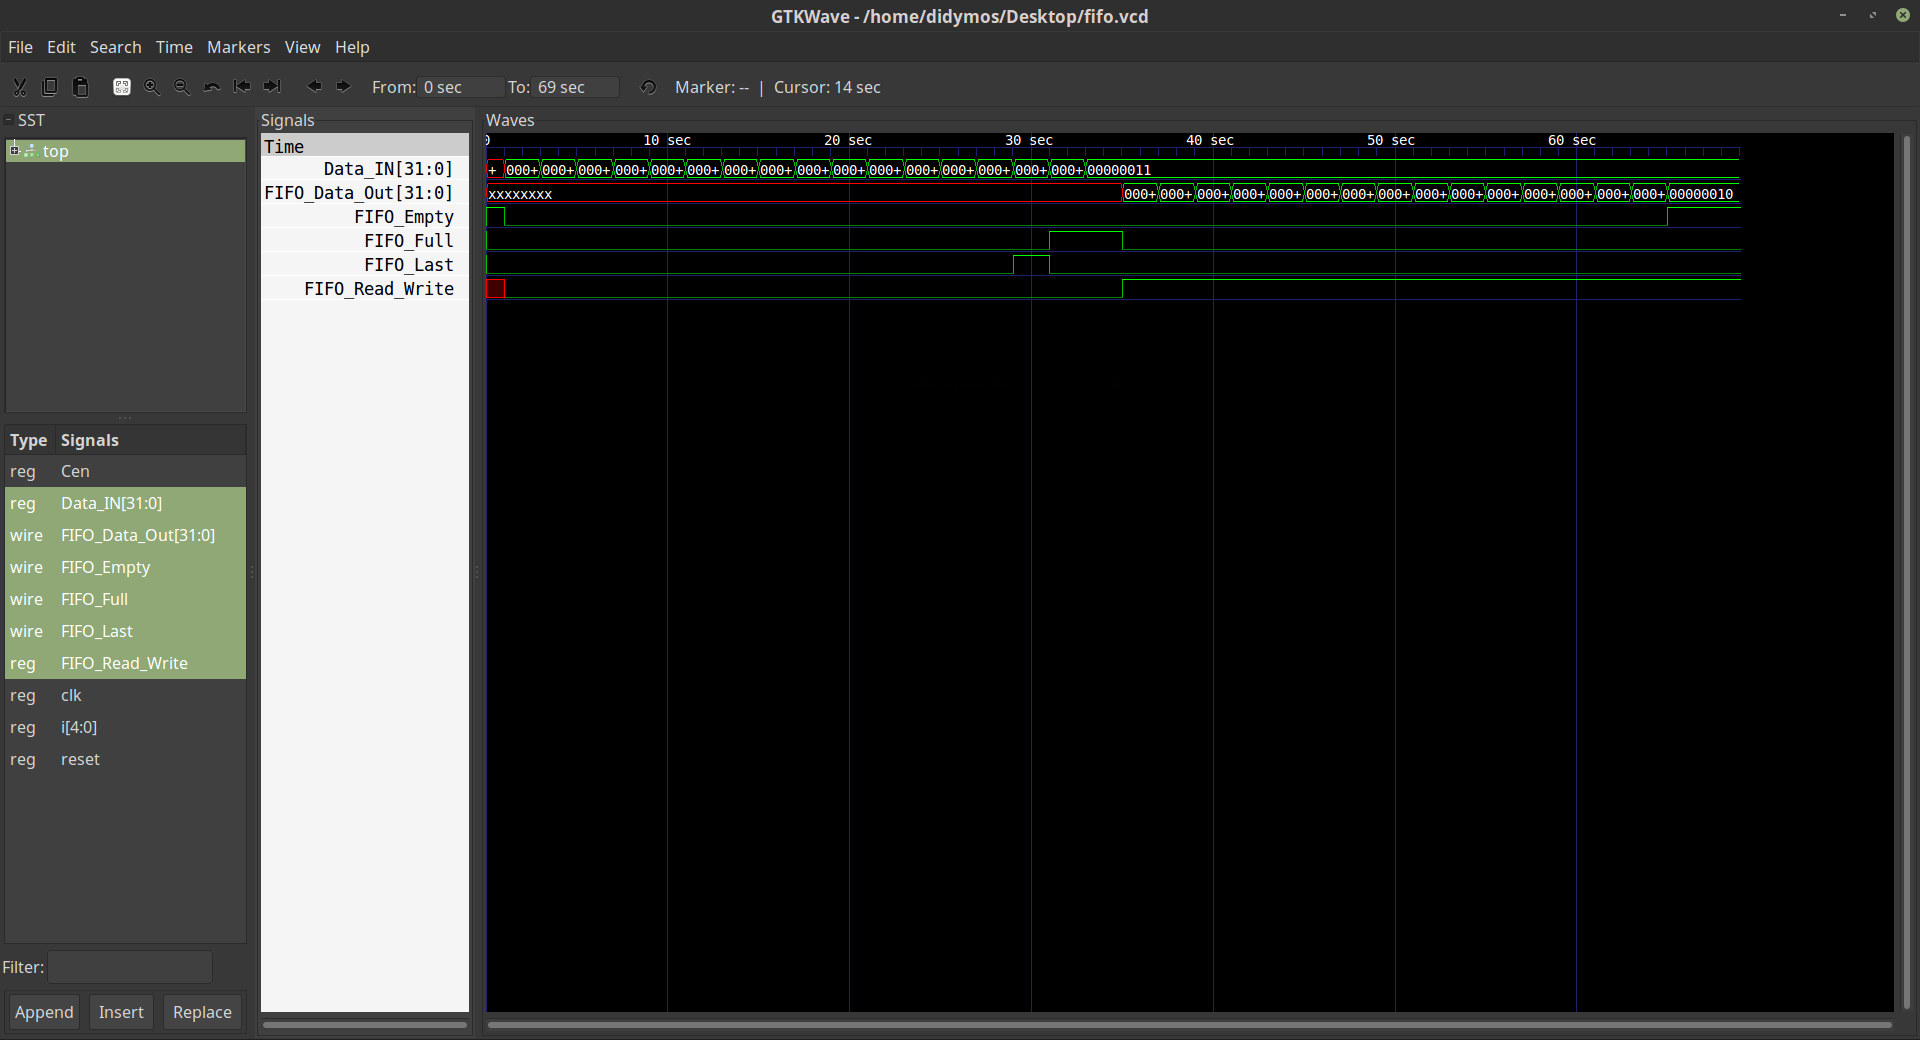 GTKWave - /home/didymos/Desktop/fifo.vcd
File Edit Search Time Markers View Help
From: 0 sec To: 69 sec Marker: -- | Cursor: 14 sec
SST
top
Type Signals
reg Cen
reg Data_IN[31:0]
wire FIFO_Data_Out[31:0]
wire FIFO_Empty
wire FIFO_Full
wire FIFO_Last
reg FIFO_Read_Write
reg clk
reg i[4:0]
reg reset
Filter:
Append Insert Replace
Signals
Time
Data_IN[31:0]
FIFO_Data_Out[31:0]
FIFO_Empty
FIFO_Full
FIFO_Last
FIFO_Read_Write
Waves
0 10 sec 20 sec 30 sec 40 sec 50 sec 60 sec
+ 000+ 000+ 000+ 000+ 000+ 000+ 000+ 000+ 000+ 000+ 000+ 000+ 000+ 000+ 000+ 000+ 00000011
xxxxxxxx 000+ 000+ 000+ 000+ 000+ 000+ 000+ 000+ 000+ 000+ 000+ 000+ 000+ 000+ 000+ 00000010